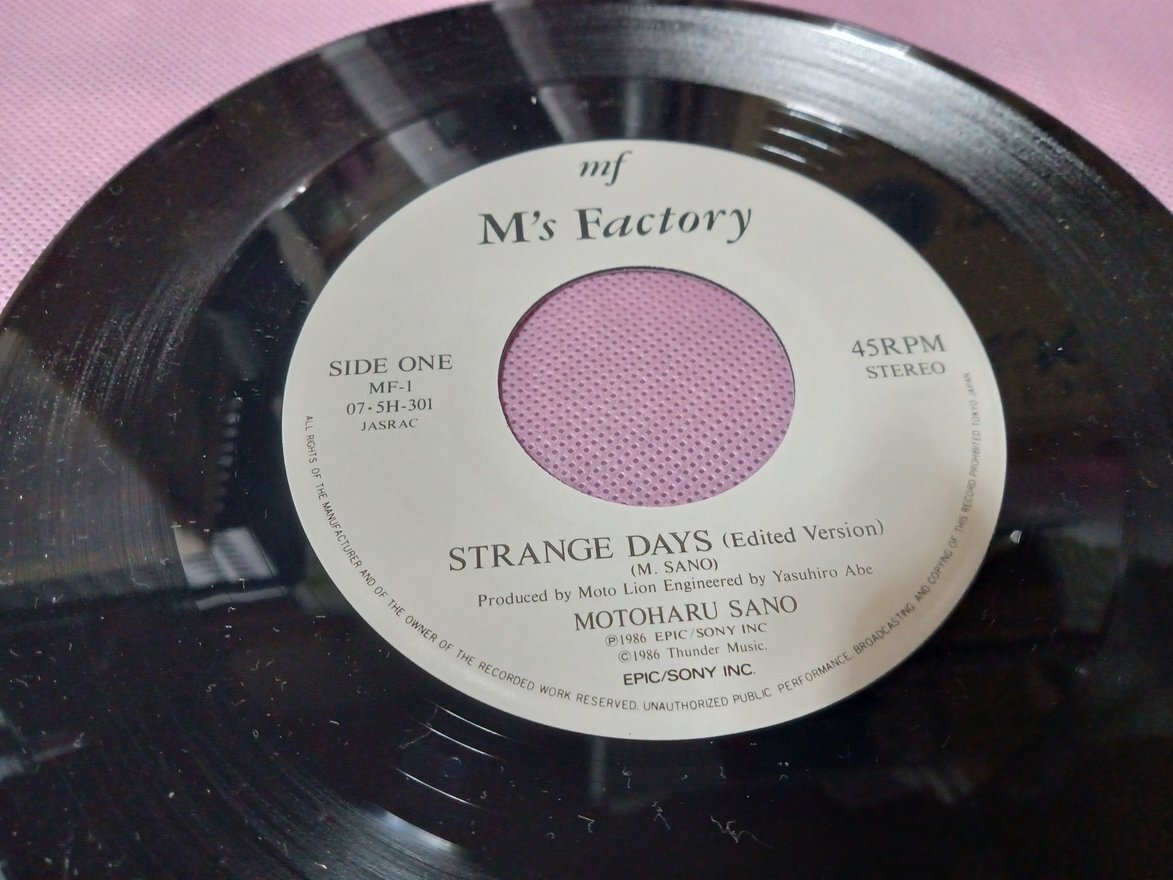 mf
M's Factory
SIDE ONE
MF-1
07・5H-301
JASRAC
45RPM
STEREO
STRANGE DAYS (Edited Version)
(M. SANO)
Produced by Moto Lion Engineered by Yasuhiro Abe
MOTOHARU SANO
Ⓟ1986 EPIC/SONY INC
©1986 Thunder Music.
EPIC/SONY INC.
ALL RIGHTS OF THE MANUFACTURER AND OF THE OWNER OF THE RECORDED WORK RESERVED. UNAUTHORIZED PUBLIC PERFORMANCE. BROADCASTING AND COPYING OF THIS RECORD PROHIBITED TOKYO JAPAN